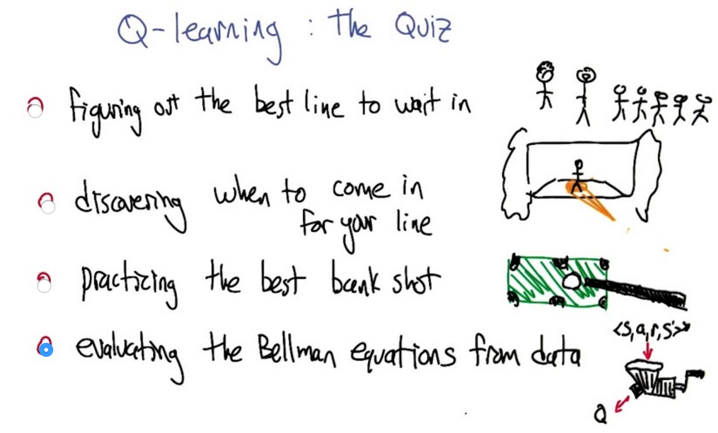 Q-learning : the Quiz
figuring out the best line to wait in
discovering when to come in
for your line
practicing the best bank shot
evaluating the Bellman equations from data
<s,a,r,s'>
Q